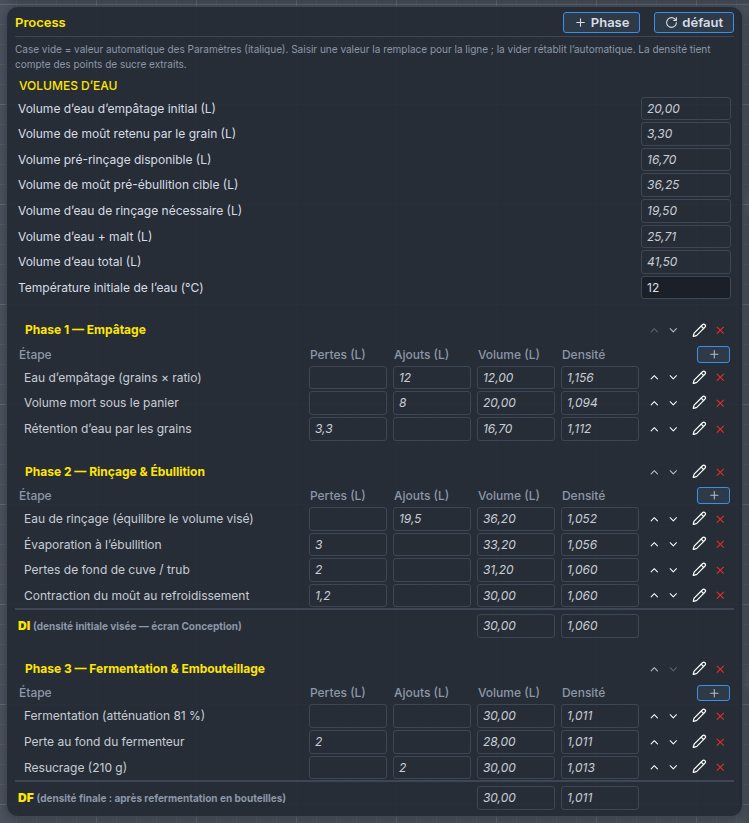 Process
+ Phase
défaut
Case vide = valeur automatique des Paramètres (italique). Saisir une valeur la remplace pour la ligne ; la vider rétablit l'automatique. La densité tient
compte des points de sucre extraits.
VOLUMES D'EAU
Volume d'eau d'empâtage initial (L) 20,00
Volume de moût retenu par le grain (L) 3,30
Volume pré-rinçage disponible (L) 16,70
Volume de moût pré-ébullition cible (L) 36,25
Volume d'eau de rinçage nécessaire (L) 19,50
Volume d'eau + malt (L) 25,71
Volume d'eau total (L) 41,50
Température initiale de l'eau (°C) 12
Phase 1 — Empâtage
Étape Pertes (L) Ajouts (L) Volume (L) Densité +
Eau d'empâtage (grains × ratio) 12 12,00 1,156
Volume mort sous le panier 8 20,00 1,094
Rétention d'eau par les grains 3,3 16,70 1,112
Phase 2 — Rinçage & Ébullition
Étape Pertes (L) Ajouts (L) Volume (L) Densité +
Eau de rinçage (équilibre le volume visé) 19,5 36,20 1,052
Évaporation à l'ébullition 3 33,20 1,056
Pertes de fond de cuve / trub 2 31,20 1,060
Contraction du moût au refroidissement 1,2 30,00 1,060
DI (densité initiale visée — écran Conception) 30,00 1,060
Phase 3 — Fermentation & Embouteillage
Étape Pertes (L) Ajouts (L) Volume (L) Densité +
Fermentation (atténuation 81 %) 30,00 1,011
Perte au fond du fermenteur 2 28,00 1,011
Resucrage (210 g) 2 30,00 1,013
DF (densité finale : après refermentation en bouteilles) 30,00 1,011